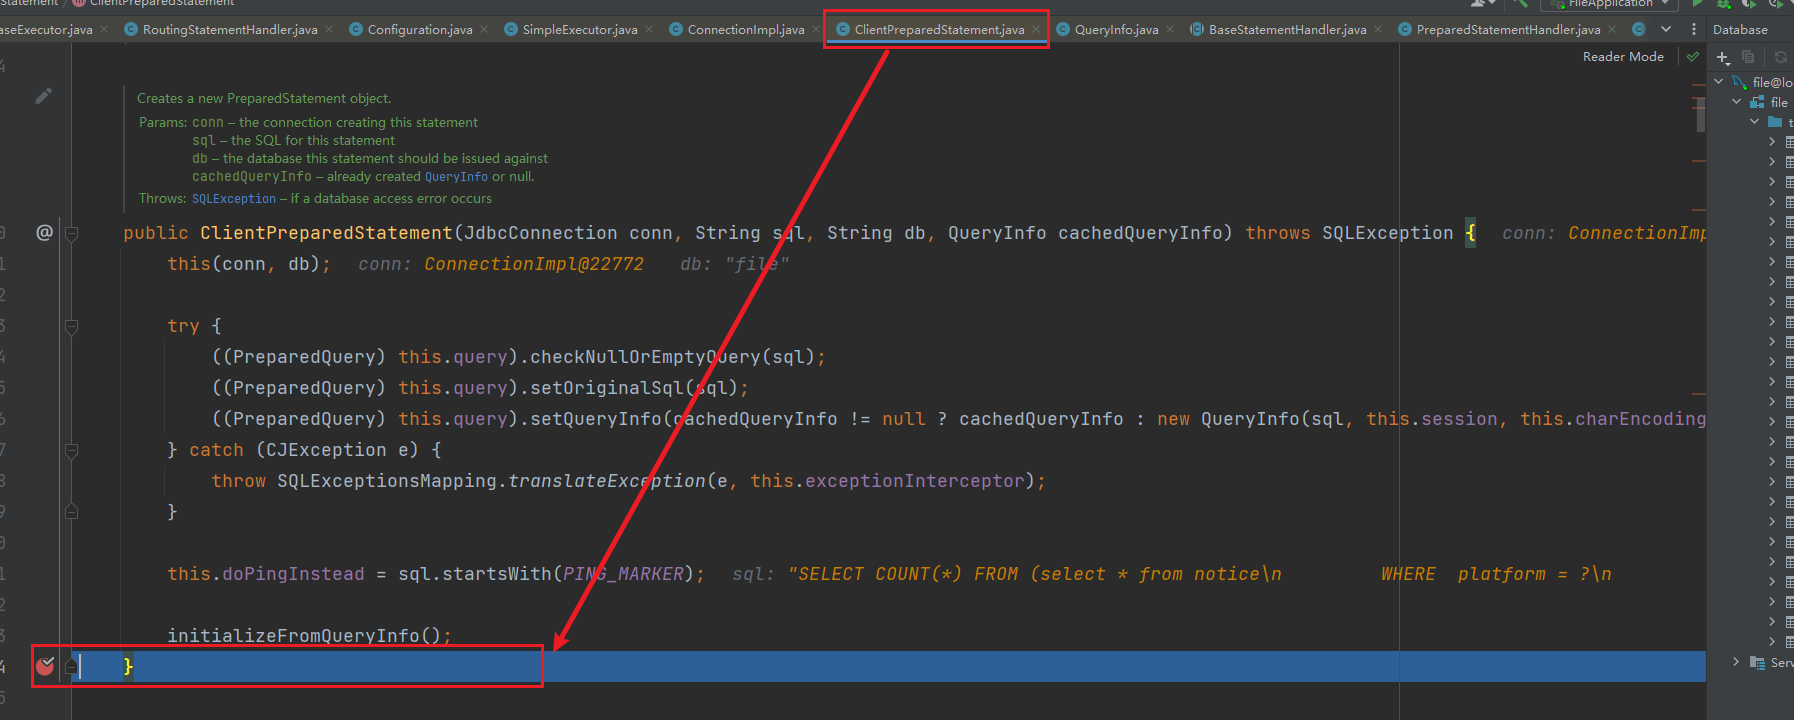 Statement / ClientPreparedStatement FileApplication
aseExecutor.java RoutingStatementHandler.java Configuration.java SimpleExecutor.java ConnectionImpl.java ClientPreparedStatement.java QueryInfo.java BaseStatementHandler.java PreparedStatementHandler.java Database
Reader Mode
file@lo
file
t
Creates a new PreparedStatement object.
Params: conn – the connection creating this statement
sql – the SQL for this statement
db – the database this statement should be issued against
cachedQueryInfo – already created QueryInfo or null.
Throws: SQLException – if a database access error occurs
public ClientPreparedStatement(JdbcConnection conn, String sql, String db, QueryInfo cachedQueryInfo) throws SQLException { conn: ConnectionImp
this(conn, db); conn: ConnectionImpl@22772 db: "file"
try {
((PreparedQuery) this.query).checkNullOrEmptyQuery(sql);
((PreparedQuery) this.query).setOriginalSql(sql);
((PreparedQuery) this.query).setQueryInfo(cachedQueryInfo != null ? cachedQueryInfo : new QueryInfo(sql, this.session, this.charEncoding
} catch (CJException e) {
throw SQLExceptionsMapping.translateException(e, this.exceptionInterceptor);
}
this.doPingInstead = sql.startsWith(PING_MARKER); sql: "SELECT COUNT(*) FROM (select * from notice\n WHERE platform = ?\n
initializeFromQueryInfo();
}
Serv